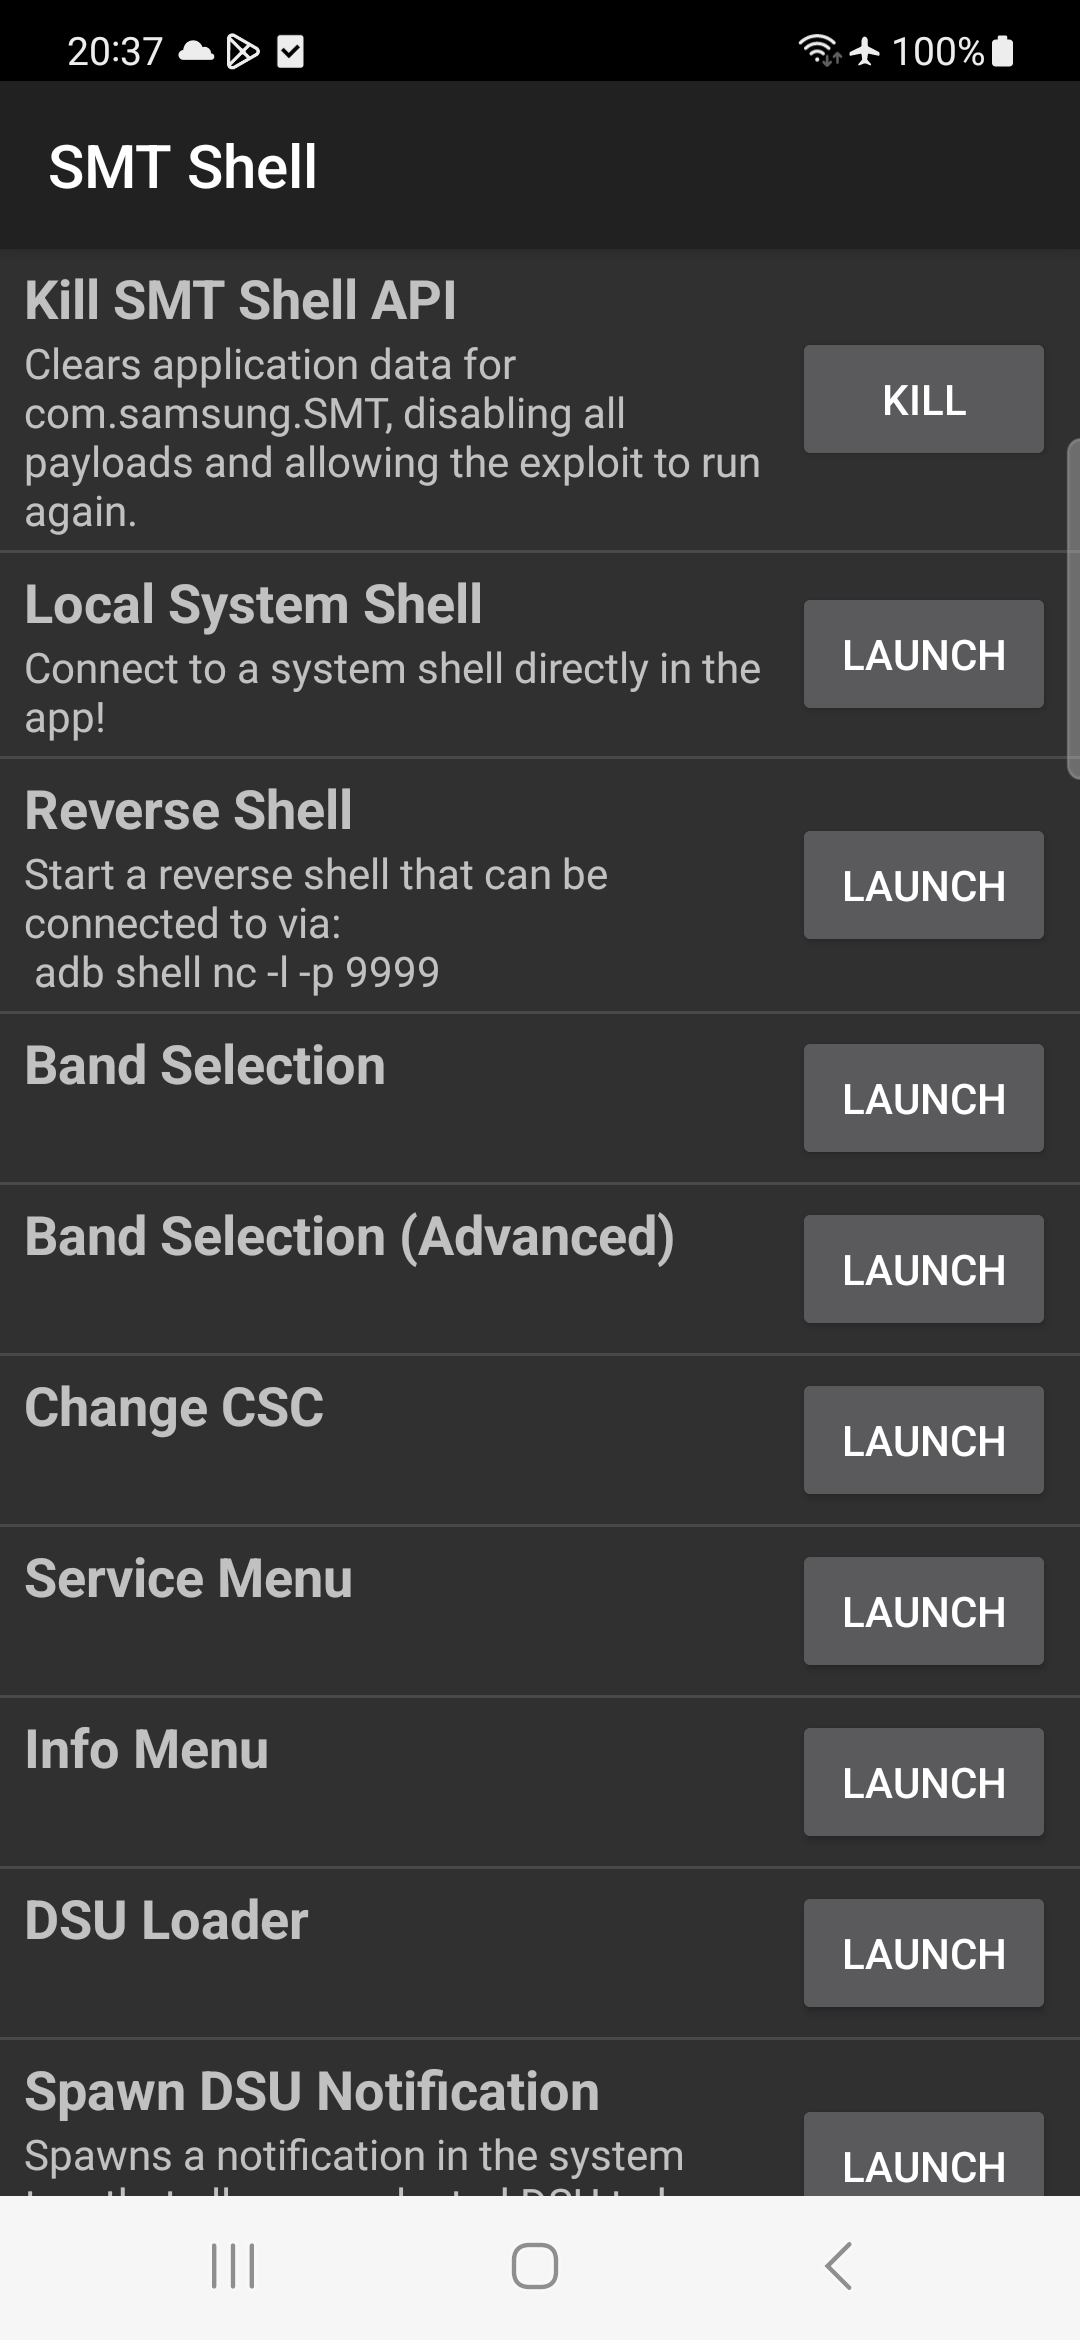 20:37 100%
SMT Shell
Kill SMT Shell API
Clears application data for
com.samsung.SMT, disabling all
payloads and allowing the exploit to run
again.
KILL
Local System Shell
Connect to a system shell directly in the
app!
LAUNCH
Reverse Shell
Start a reverse shell that can be
connected to via:
adb shell nc -l -p 9999
LAUNCH
Band Selection
LAUNCH
Band Selection (Advanced)
LAUNCH
Change CSC
LAUNCH
Service Menu
LAUNCH
Info Menu
LAUNCH
DSU Loader
LAUNCH
Spawn DSU Notification
Spawns a notification in the system
LAUNCH